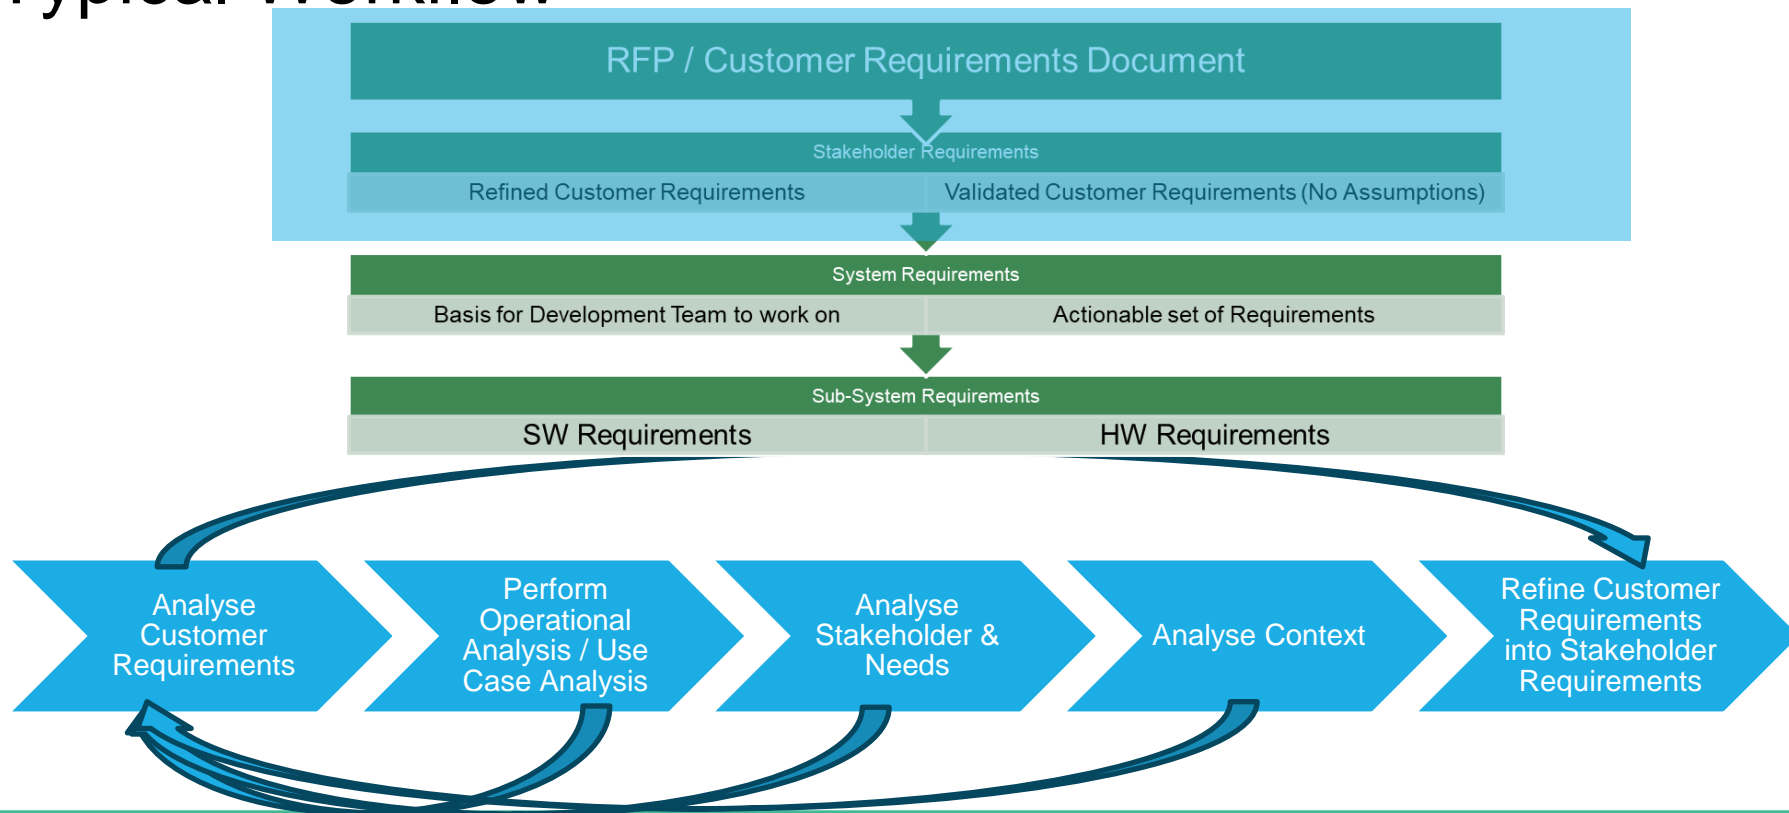 Typical Workflow
RFP / Customer Requirements Document
Stakeholder Requirements
Refined Customer Requirements
Validated Customer Requirements (No Assumptions)
System Requirements
Basis for Development Team to work on
Actionable set of Requirements
Sub-System Requirements
SW Requirements
HW Requirements
Analyse
Customer
Requirements
Perform
Operational
Analysis / Use
Case Analysis
Analyse
Stakeholder &
Needs
Analyse Context
Refine Customer
Requirements
into Stakeholder
Requirements